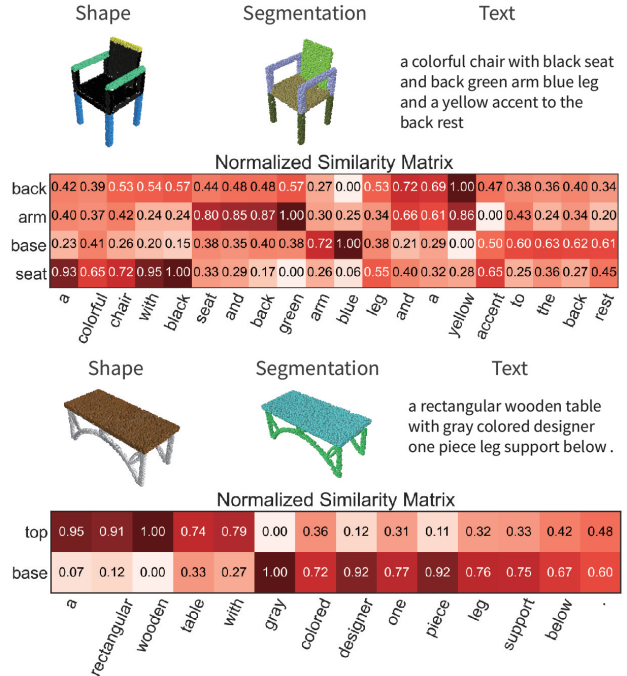 Shape Segmentation Text
a colorful chair with black seat
and back green arm blue leg
and a yellow accent to the
back rest
Normalized Similarity Matrix
back 0.42 0.39 0.53 0.54 0.57 0.44 0.48 0.48 0.57 0.27 0.00 0.53 0.72 0.69 1.00 0.47 0.38 0.36 0.40 0.34
arm 0.40 0.37 0.42 0.24 0.24 0.80 0.85 0.87 1.00 0.30 0.25 0.34 0.66 0.61 0.86 0.00 0.43 0.24 0.34 0.20
base 0.23 0.41 0.26 0.20 0.15 0.38 0.35 0.40 0.38 0.72 1.00 0.38 0.21 0.29 0.00 0.50 0.60 0.63 0.62 0.61
seat 0.93 0.65 0.72 0.95 1.00 0.33 0.29 0.17 0.00 0.26 0.06 0.55 0.40 0.32 0.28 0.65 0.25 0.36 0.27 0.45
a colorful chair with black seat and back green arm blue leg and a yellow accent to the back rest
Shape Segmentation Text
a rectangular wooden table
with gray colored designer
one piece leg support below .
Normalized Similarity Matrix
top 0.95 0.91 1.00 0.74 0.79 0.00 0.36 0.12 0.31 0.11 0.32 0.33 0.42 0.48
base 0.07 0.12 0.00 0.33 0.27 1.00 0.72 0.92 0.77 0.92 0.76 0.75 0.67 0.60
a rectangular wooden table with gray colored designer one piece leg support below .